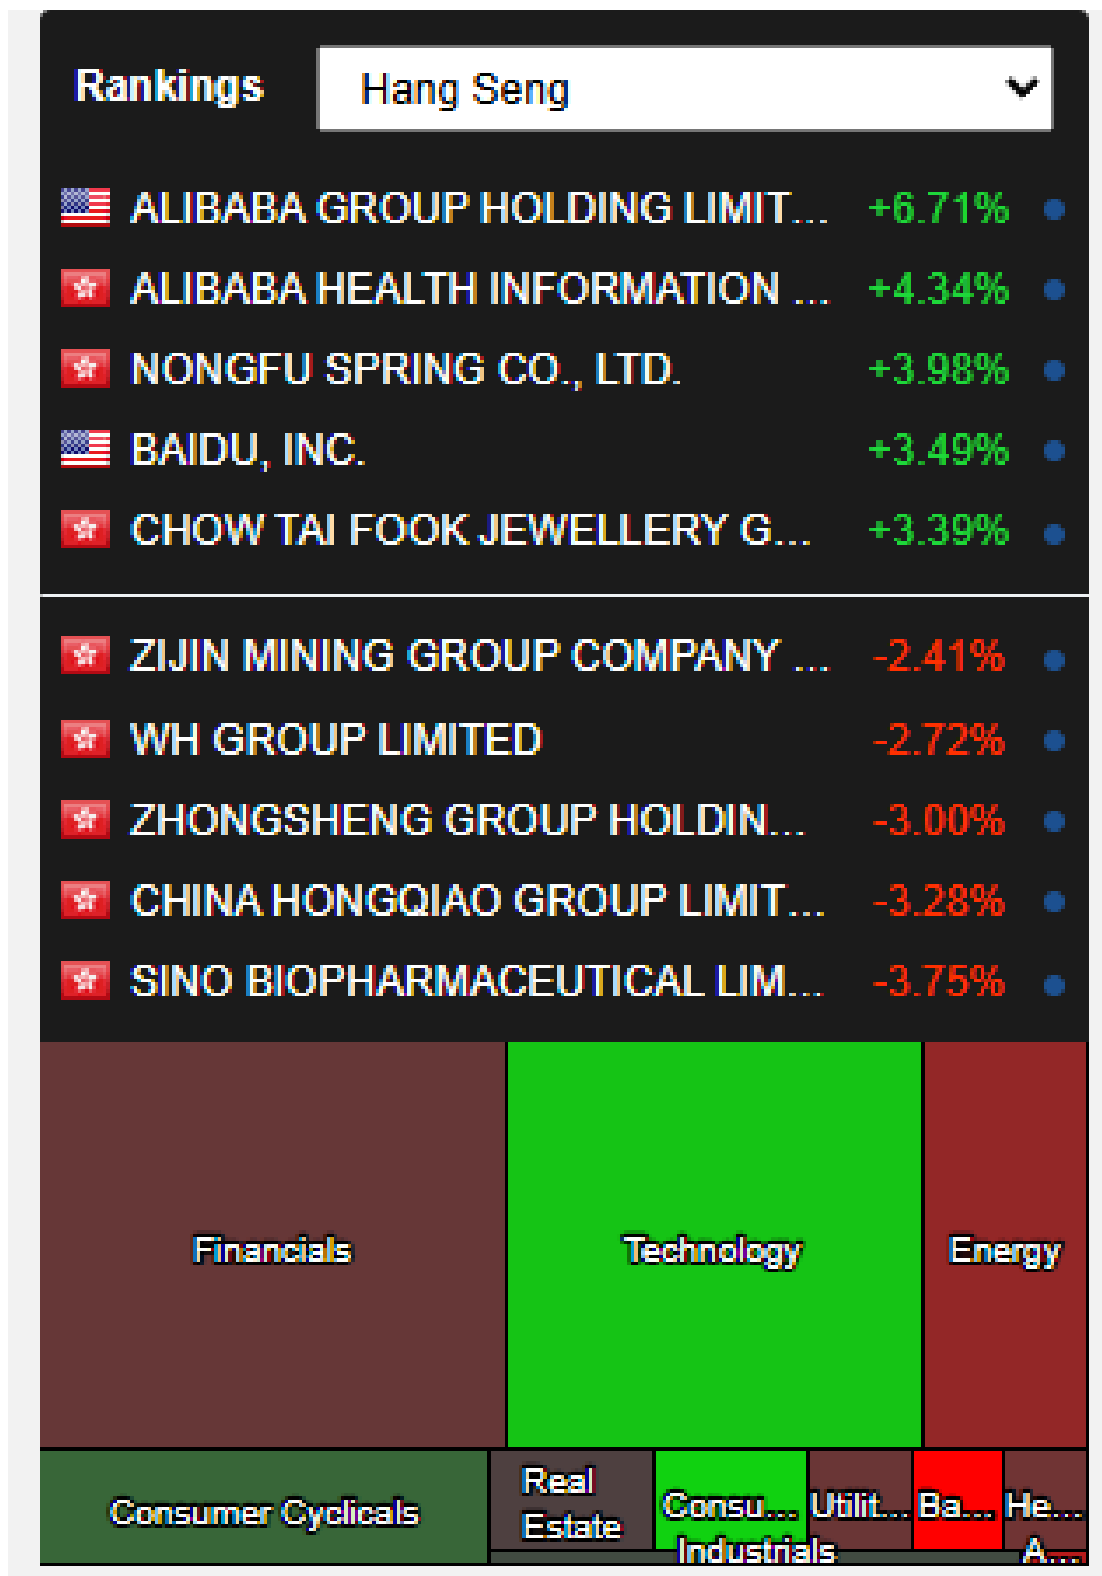 Rankings
Hang Seng
ALIBABA GROUP HOLDING LIMIT... +6.71%
ALIBABA HEALTH INFORMATION ... +4.34%
NONGFU SPRING CO., LTD. +3.98%
BAIDU, INC. +3.49%
CHOW TAI FOOK JEWELLERY G... +3.39%
ZIJIN MINING GROUP COMPANY ... -2.41%
WH GROUP LIMITED -2.72%
ZHONGSHENG GROUP HOLDIN... -3.00%
CHINA HONGQIAO GROUP LIMIT... -3.28%
SINO BIOPHARMACEUTICAL LIM... -3.75%
Financials
Technology
Energy
Consumer Cyclicals
Real
Estate
Consu...
Utilit...
Ba...
He...
Industrials
A...